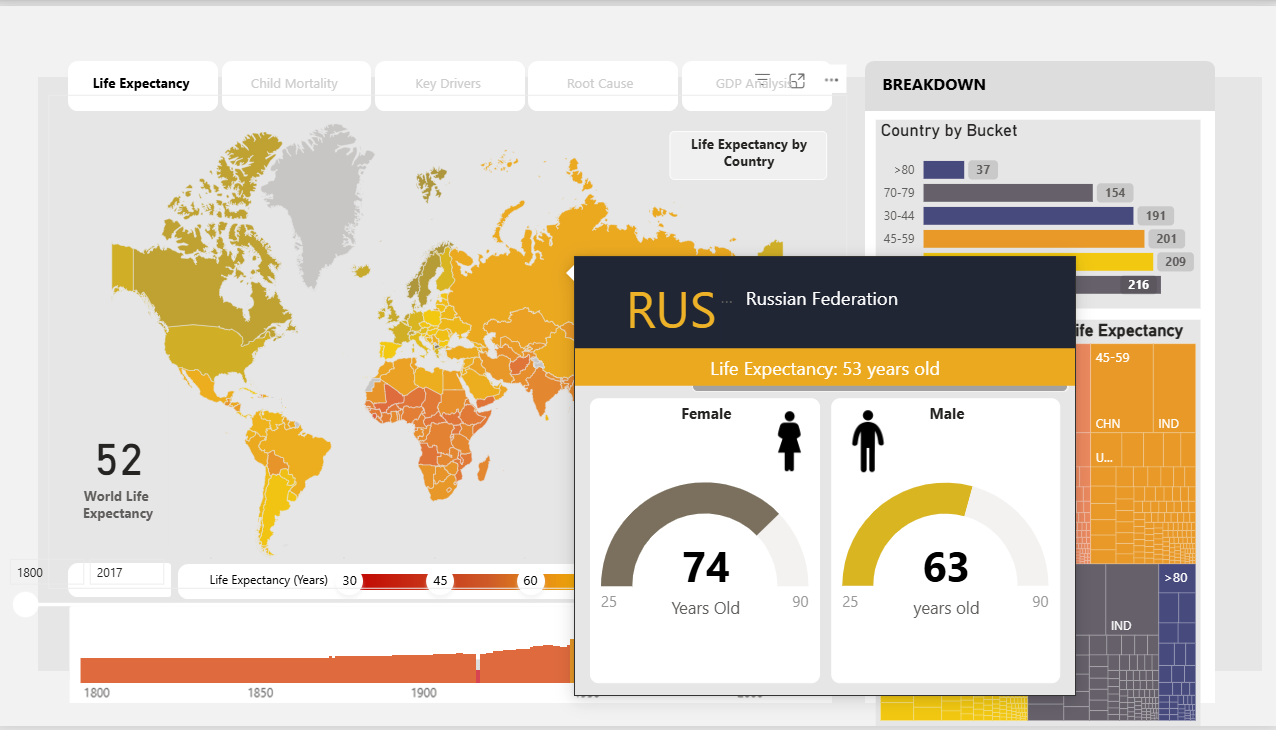 Life Expectancy
Child Mortality
Key Drivers
Root Cause
GDP Analysis
BREAKDOWN
Life Expectancy by
Country
Country by Bucket
>80
37
70-79
154
30-44
191
45-59
201
209
216
RUS
...
Russian Federation
Life Expectancy: 53 years old
ife Expectancy
Female
Male
74
Years Old
25
90
63
years old
25
90
45-59
CHN
IND
U...
>80
IND
52
World Life
Expectancy
1800
2017
Life Expectancy (Years)
30
45
60
1800
1850
1900